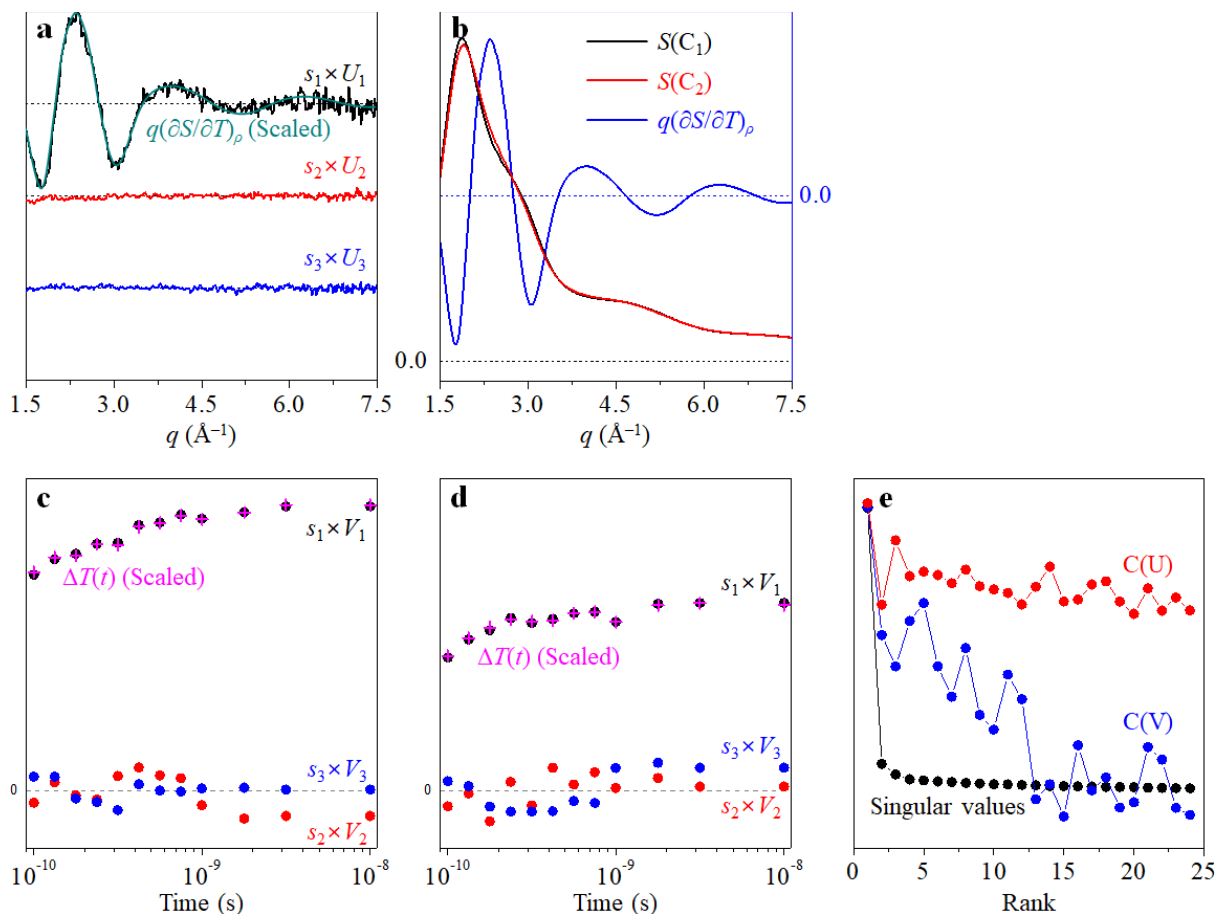 a
s₁×U₁
q(∂S/∂T)ρ (Scaled)
s₂×U₂
s₃×U₃
1.5 3.0 4.5 6.0 7.5
q (Å⁻¹)
b
S(C₁)
S(C₂)
q(∂S/∂T)ρ
0.0
0.0
1.5 3.0 4.5 6.0 7.5
q (Å⁻¹)
c
s₁×V₁
ΔT(t) (Scaled)
s₃×V₃
0
s₂×V₂
10⁻¹⁰ 10⁻⁹ 10⁻⁸
Time (s)
d
s₁×V₁
ΔT(t) (Scaled)
s₃×V₃
0
s₂×V₂
10⁻¹⁰ 10⁻⁹ 10⁻⁸
Time (s)
e
C(U)
C(V)
Singular values
0 5 10 15 20 25
Rank